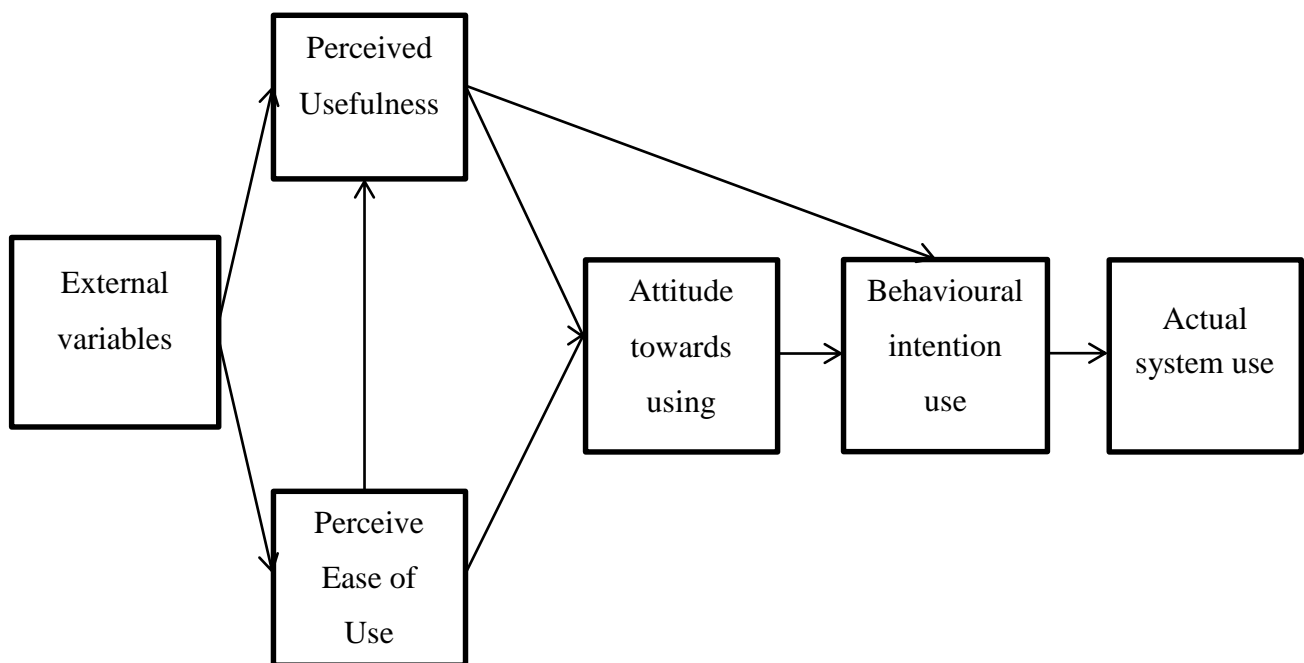 Perceived
Usefulness
External
variables
Attitude
towards
using
Behavioural
intention
use
Actual
system use
Perceive
Ease of
Use